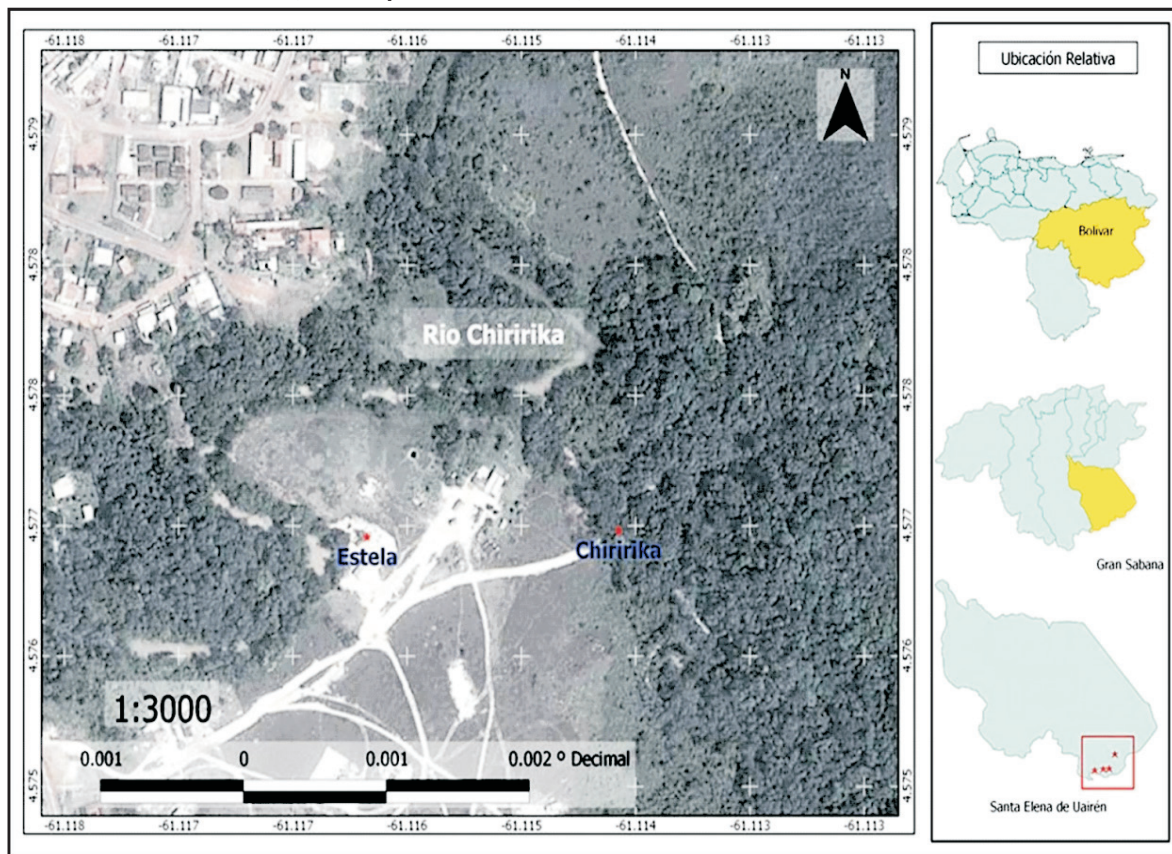 -61.118 -61.117 -61.117 -61.116 -61.115 -61.114 -61.113 -61.113
4.579 4.579
4.578 4.578
4.578 4.578
4.577 4.577
4.576 4.576
4.575 4.575
N
Rio Chiririka
Estela
Chiririka
1:3000
0.001 0 0.001 0.002 º Decimal
-61.118 -61.117 -61.116 -61.115 -61.114 -61.113 -61.113
Ubicación Relativa
Bolívar
Gran Sabana
Santa Elena de Uairén